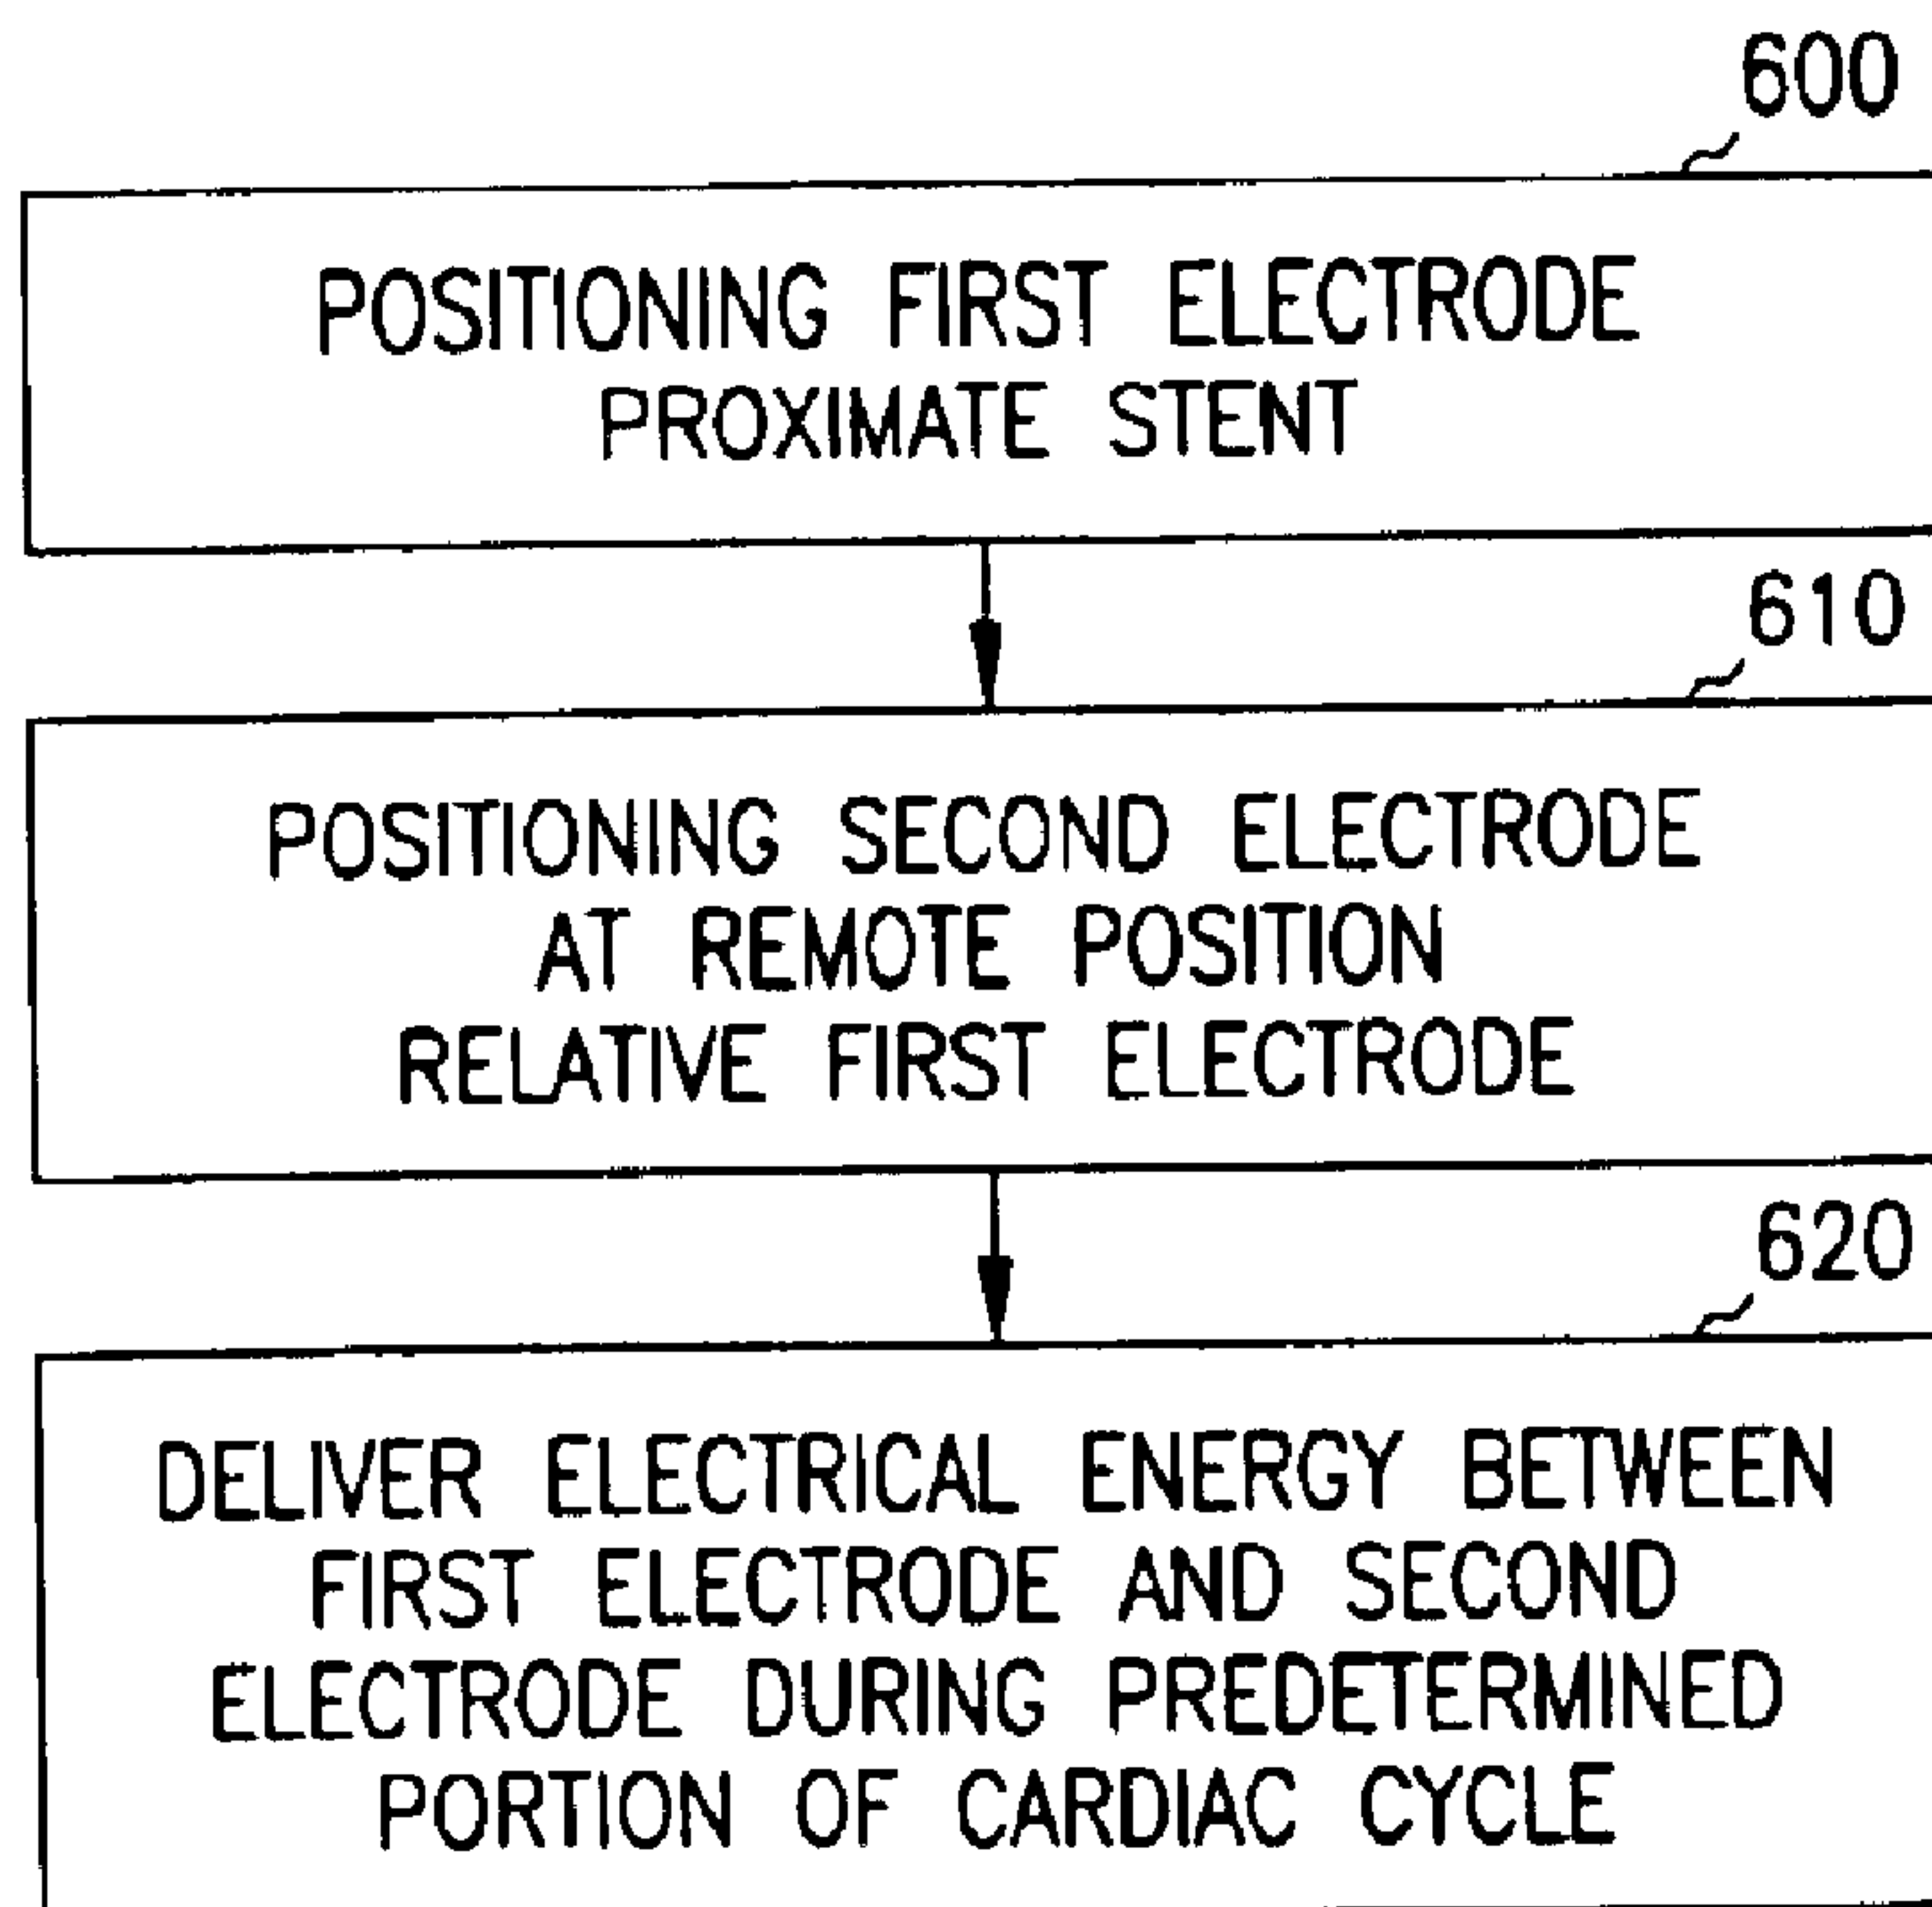 600
POSITIONING FIRST ELECTRODE
PROXIMATE STENT
610
POSITIONING SECOND ELECTRODE
AT REMOTE POSITION
RELATIVE FIRST ELECTRODE
620
DELIVER ELECTRICAL ENERGY BETWEEN
FIRST ELECTRODE AND SECOND
ELECTRODE DURING PREDETERMINED
PORTION OF CARDIAC CYCLE